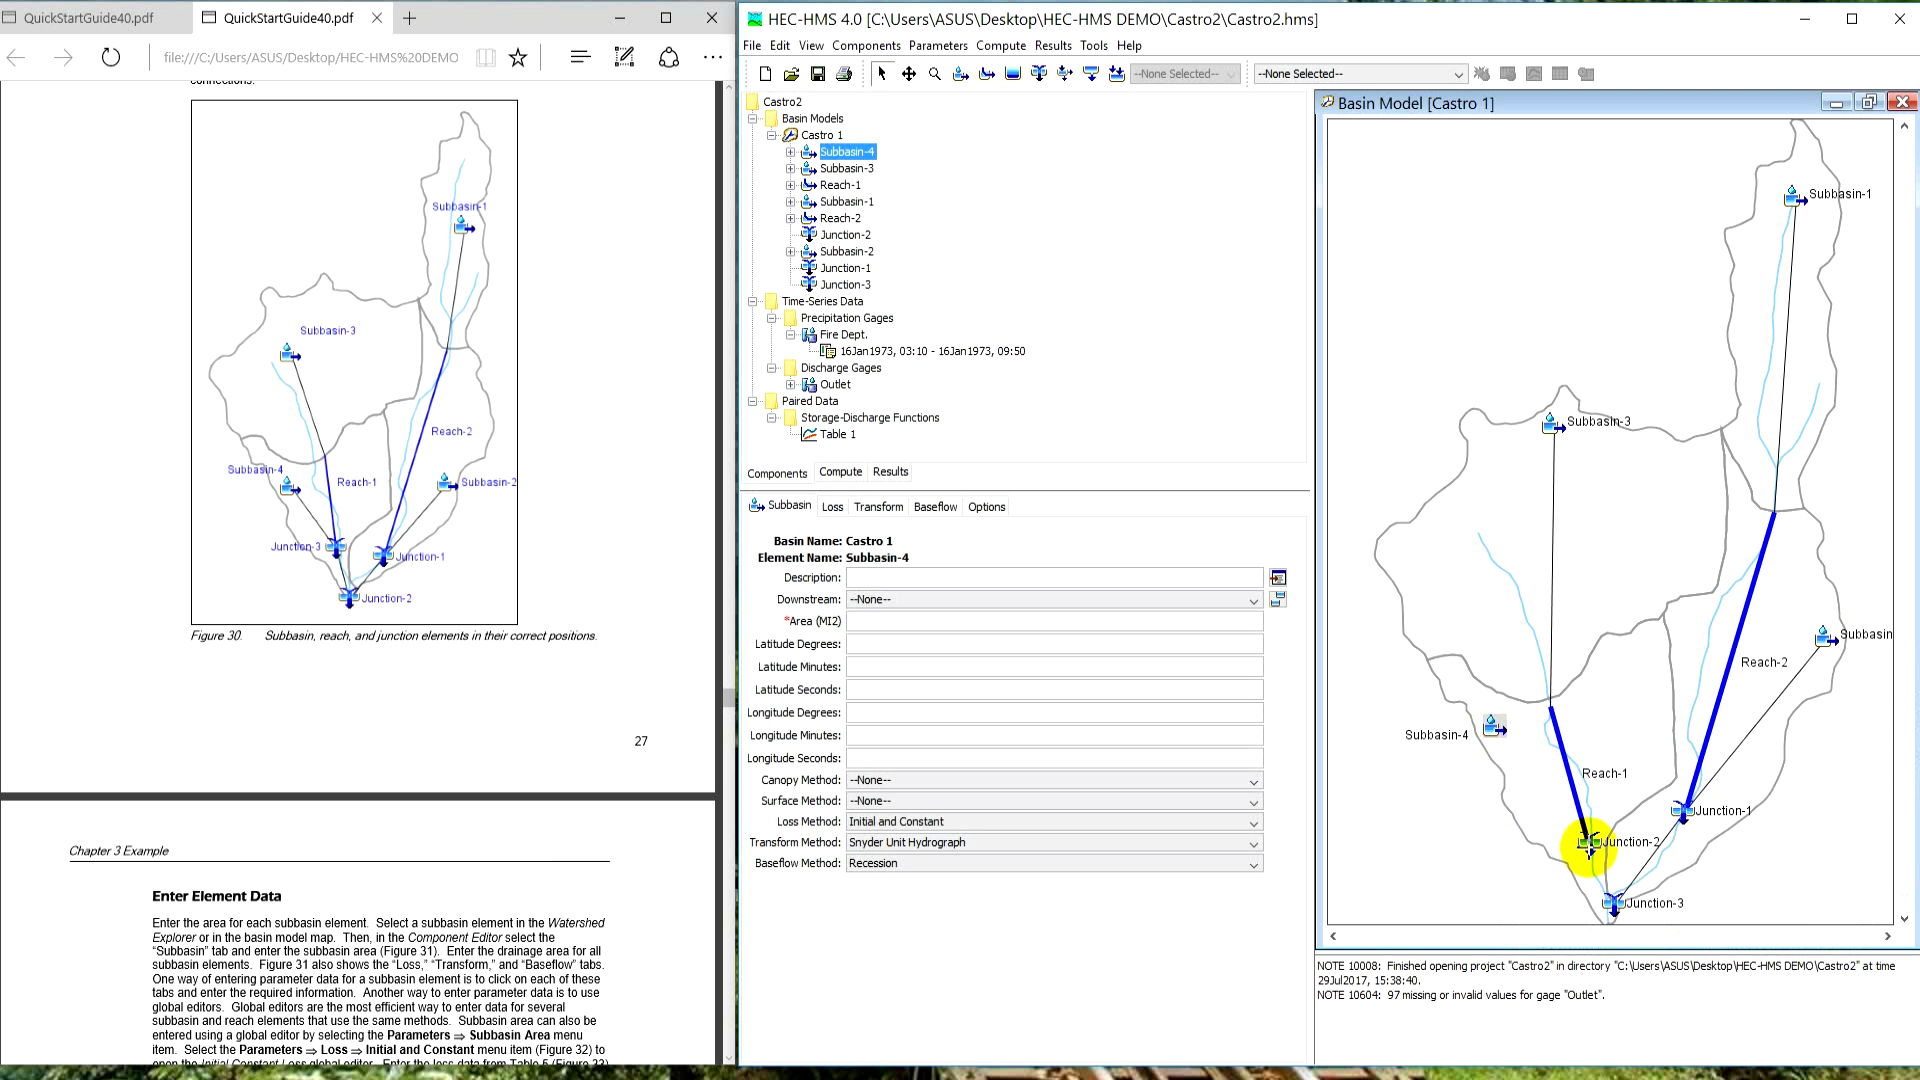 QuickStartGuide40.pdf
QuickStartGuide40.pdf
file:///C:/Users/ASUS/Desktop/HEC-HMS%20DEMO
connections.
Subbasin-1
Subbasin-3
Reach-2
Subbasin-4
Reach-1
Subbasin-2
Junction-3
Junction-1
Junction-2
Figure 30. Subbasin, reach, and junction elements in their correct positions.
27
Chapter 3 Example
Enter Element Data
Enter the area for each subbasin element. Select a subbasin element in the Watershed
Explorer or in the basin model map. Then, in the Component Editor select the
"Subbasin" tab and enter the subbasin area (Figure 31). Enter the drainage area for all
subbasin elements. Figure 31 also shows the "Loss," "Transform," and "Baseflow" tabs.
One way of entering parameter data for a subbasin element is to click on each of these
tabs and enter the required information. Another way to enter parameter data is to use
global editors. Global editors are the most efficient way to enter data for several
subbasin and reach elements that use the same methods. Subbasin area can also be
entered using a global editor by selecting the Parameters ⇒ Subbasin Area menu
item. Select the Parameters ⇒ Loss ⇒ Initial and Constant menu item (Figure 32) to
open the Initial Constant Loss global editor. Enter the loss data from Table 5 (Figure 33)
HEC-HMS 4.0 [C:\Users\ASUS\Desktop\HEC-HMS DEMO\Castro2\Castro2.hms]
File Edit View Components Parameters Compute Results Tools Help
--None Selected-- --None Selected--
Castro2
Basin Models
Castro 1
Subbasin-4
Subbasin-3
Reach-1
Subbasin-1
Reach-2
Junction-2
Subbasin-2
Junction-1
Junction-3
Time-Series Data
Precipitation Gages
Fire Dept.
16Jan1973, 03:10 - 16Jan1973, 09:50
Discharge Gages
Outlet
Paired Data
Storage-Discharge Functions
Table 1
Components Compute Results
Subbasin Loss Transform Baseflow Options
Basin Name: Castro 1
Element Name: Subbasin-4
Description:
Downstream: --None--
*Area (MI2)
Latitude Degrees:
Latitude Minutes:
Latitude Seconds:
Longitude Degrees:
Longitude Minutes:
Longitude Seconds:
Canopy Method: --None--
Surface Method: --None--
Loss Method: Initial and Constant
Transform Method: Snyder Unit Hydrograph
Baseflow Method: Recession
Basin Model [Castro 1]
Subbasin-1
Subbasin-3
Subbasin
Reach-2
Subbasin-4
Reach-1
Junction-1
Junction-2
Junction-3
NOTE 10008: Finished opening project "Castro2" in directory "C:\Users\ASUS\Desktop\HEC-HMS DEMO\Castro2" at time
29Jul2017, 15:38:40.
NOTE 10604: 97 missing or invalid values for gage "Outlet".